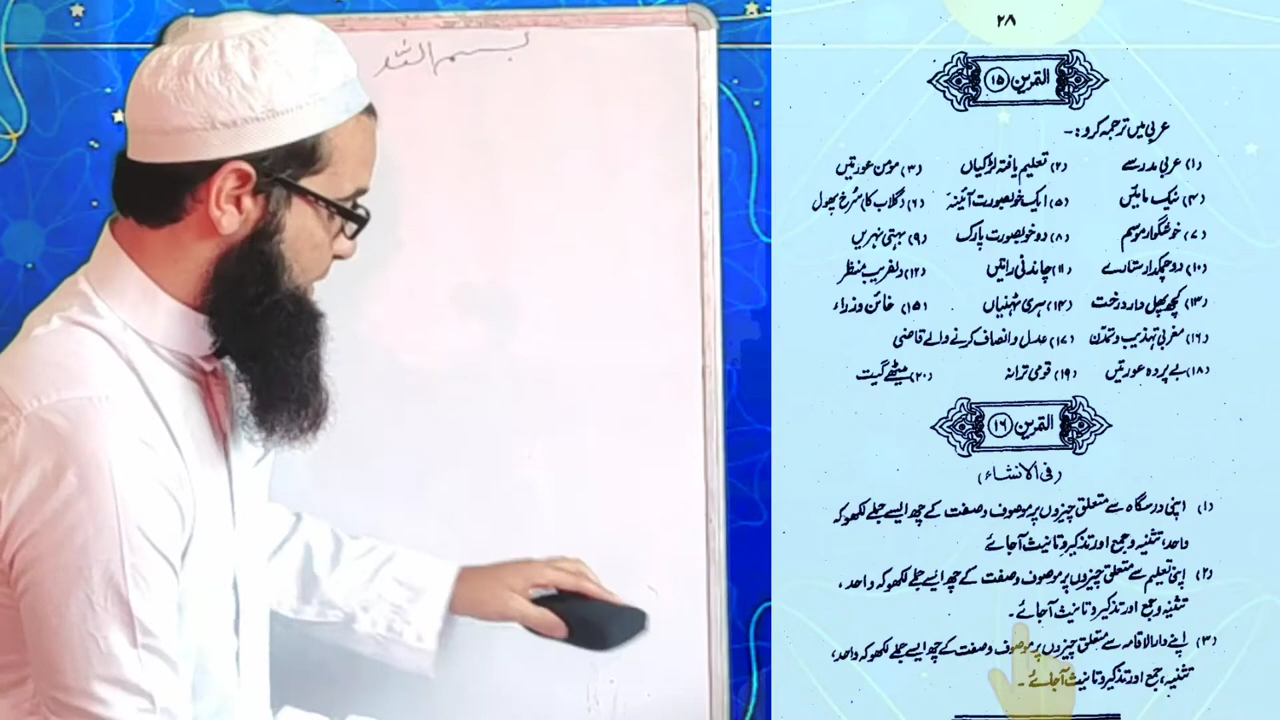 بسم الله
۲۸
التمرین ۱۵
عربی میں ترجمہ کرو:۔
(۱) عربی مدرسے (۲) تعلیم یافتہ لڑکیاں (۳) مومن عورتیں
(۴) نیک مائیں (۵) ایک خوبصورت آئینہ (۶) (گلاب کا) سُرخ پھول
(۷) خوشگوار موسم (۸) دو خوبصورت پارک (۹) بہتی نہریں
(۱۰) دو چمکدار ستارے (۱۱) چاندنی راتیں (۱۲) دلفریب منظر
(۱۳) کچھ پھل دار درخت (۱۴) ہری ٹہنیاں (۱۵) خائن وزراء
(۱۶) مغربی تہذیب و تمدّن (۱۷) عدل و انصاف کرنے والے قاضی
(۱۸) بے پردہ عورتیں (۱۹) قومی ترانہ (۲۰) میٹھے گیت
التمرین ۱۶
(فی الانشاء)
(۱) اپنی درسگاہ سے متعلق چیزوں پر موصوف وصفت کے چھ ایسے جملے لکھو کہ
واحد، تثنیہ و جمع اور تذکیر و تانیث آجائے
(۲) اپنی تعلیم سے متعلق چیزوں پر موصوف وصفت کے چھ ایسے جملے لکھو کہ واحد،
تثنیہ و جمع اور تذکیر و تانیث آجائے۔
(۳) اپنے دارالاقامہ سے متعلق چیزوں پر موصوف وصفت کے چھ ایسے جملے لکھو کہ واحد،
تثنیہ، جمع اور تذکیر و تانیث آجائے۔